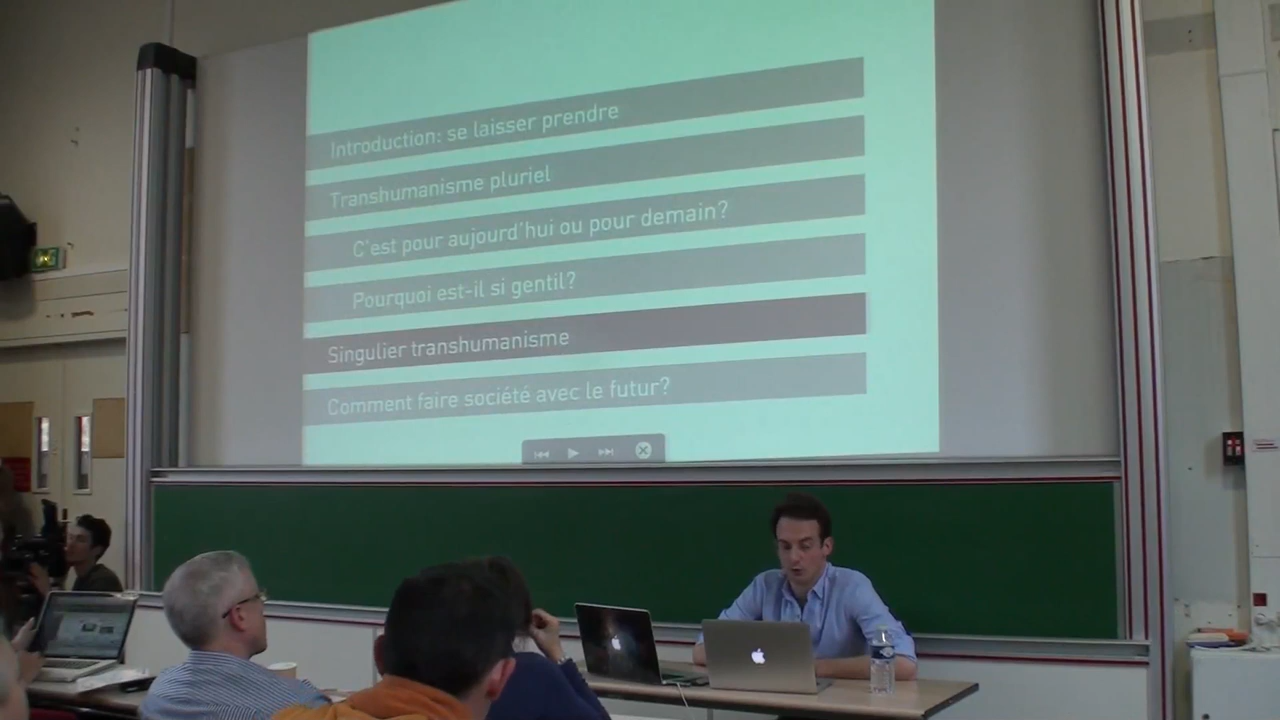 Introduction: se laisser prendre
Transhumanisme pluriel
C'est pour aujourd'hui ou pour demain?
Pourquoi est-il si gentil?
Singulier transhumanisme
Comment faire société avec le futur?